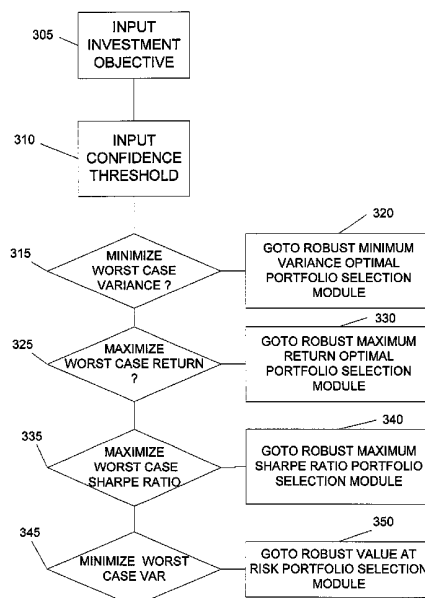 305
INPUT
INVESTMENT
OBJECTIVE
310
INPUT
CONFIDENCE
THRESHOLD
315
MINIMIZE
WORST CASE
VARIANCE ?
320
GOTO ROBUST MINIMUM
VARIANCE OPTIMAL
PORTFOLIO SELECTION
MODULE
325
MAXIMIZE
WORST CASE RETURN
?
330
GOTO ROBUST MAXIMUM
RETURN OPTIMAL
PORTFOLIO SELECTION
MODULE
335
MAXIMIZE
WORST CASE
SHARPE RATIO
340
GOTO ROBUST MAXIMUM
SHARPE RATIO PORTFOLIO
SELECTION MODULE
345
MINIMIZE WORST
CASE VAR
350
GOTO ROBUST VALUE AT
RISK PORTFOLIO SELECTION
MODULE